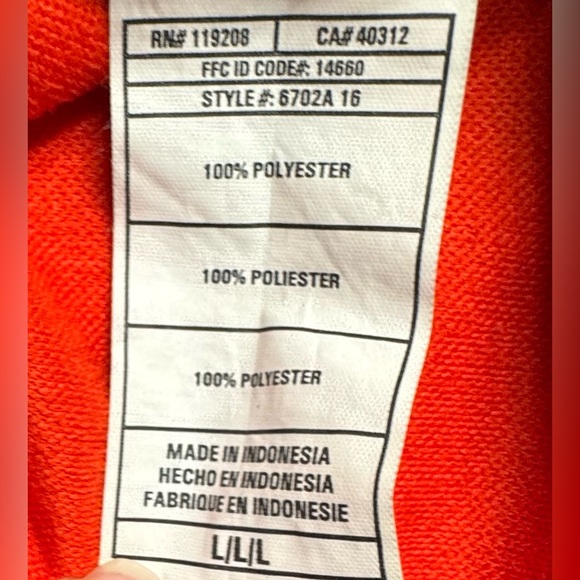 RN# 119208 CA# 40312
FFC ID CODE#: 14660
STYLE #: 6702A 16
100% POLYESTER
100% POLIESTER
100% POLYESTER
MADE IN INDONESIA
HECHO EN INDONESIA
FABRIQUE EN INDONESIE
L/L/L